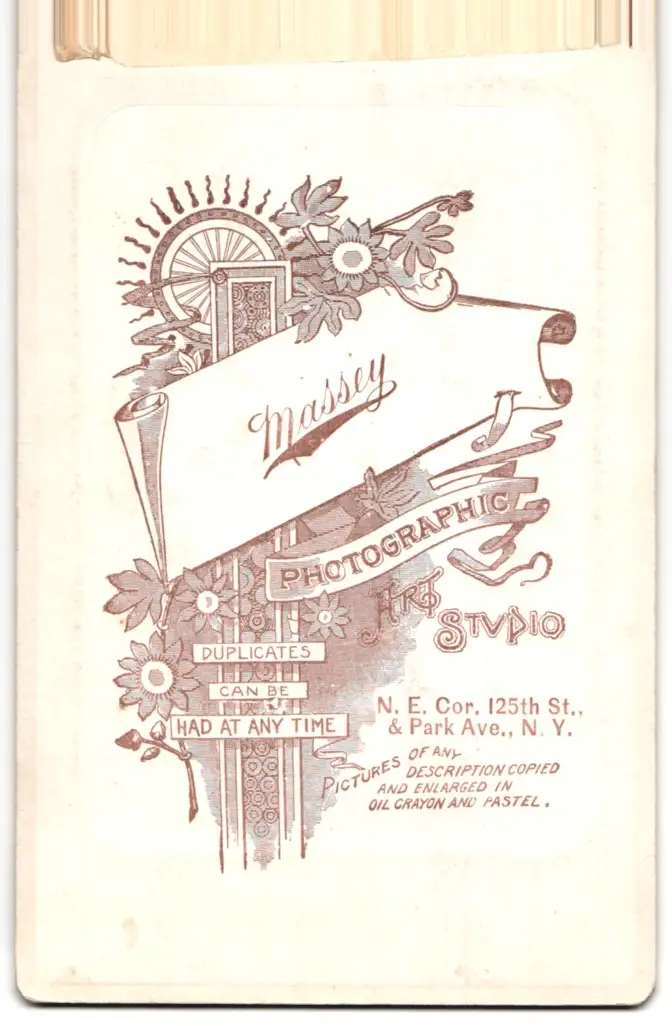 Massey
PHOTOGRAPHIC
ART
STVDIO
DUPLICATES
CAN BE
HAD AT ANY TIME
N. E. Cor. 125th St.,
& Park Ave., N. Y.
PICTURES OF ANY
DESCRIPTION COPIED
AND ENLARGED IN
OIL CRAYON AND PASTEL.